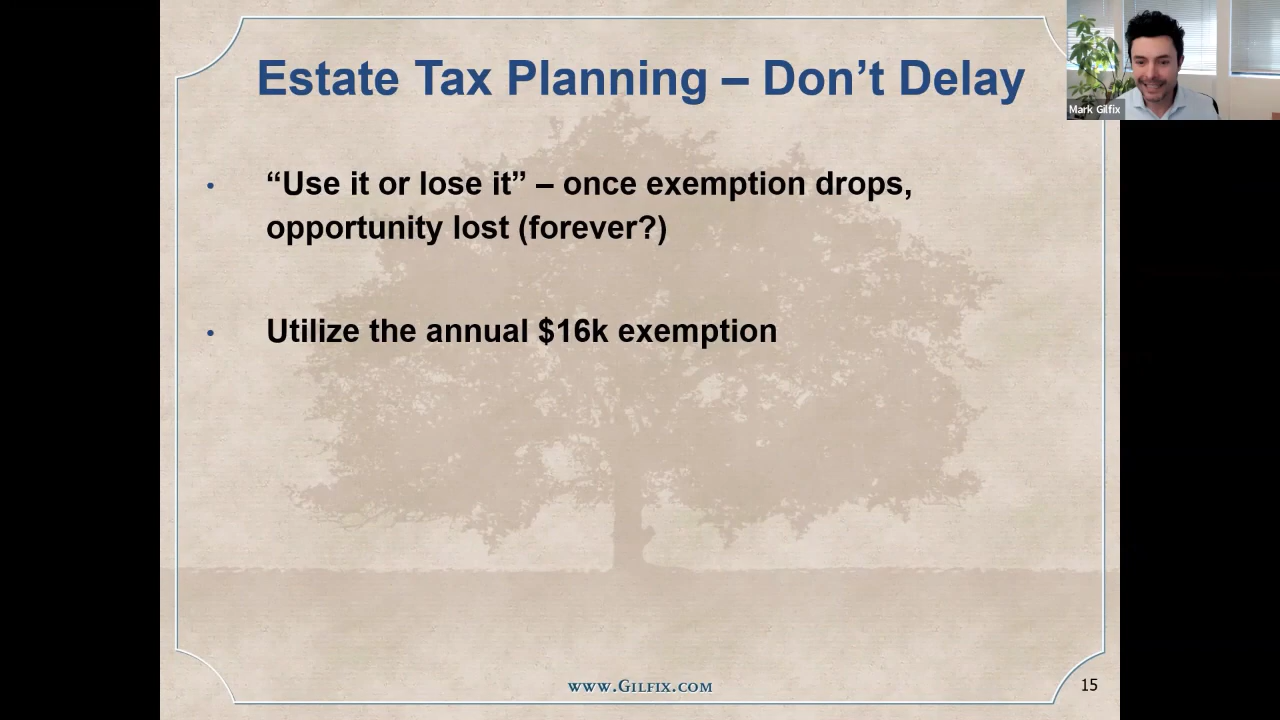 Estate Tax Planning – Don’t Delay
Mark Gilfix
• “Use it or lose it” – once exemption drops,
opportunity lost (forever?)
• Utilize the annual $16k exemption
www.Gilfix.com
15